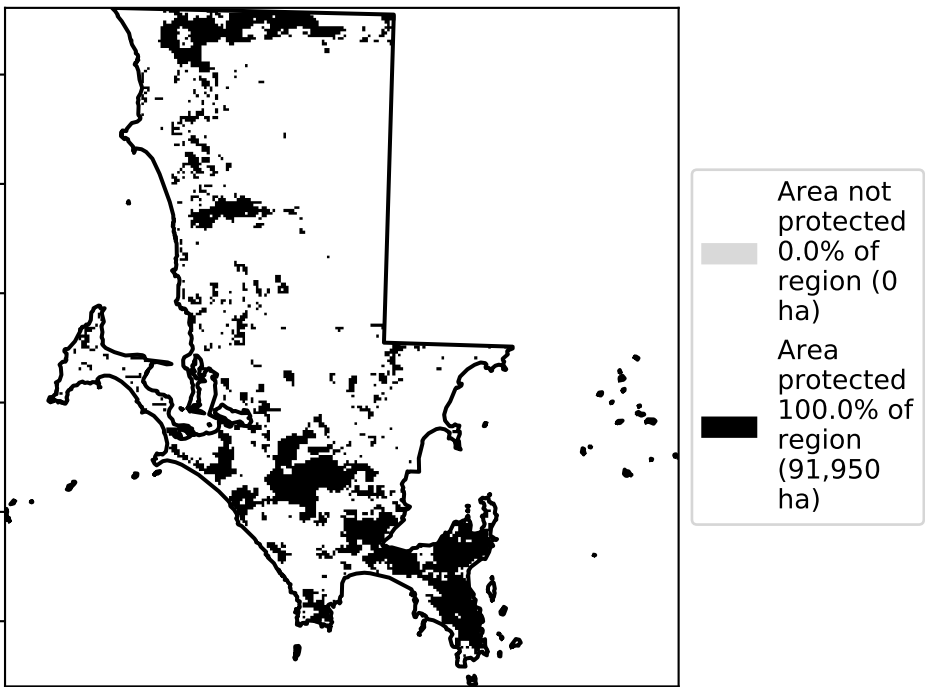 Area not
protected
0.0% of
region (0
ha)
Area
protected
100.0% of
region
(91,950
ha)